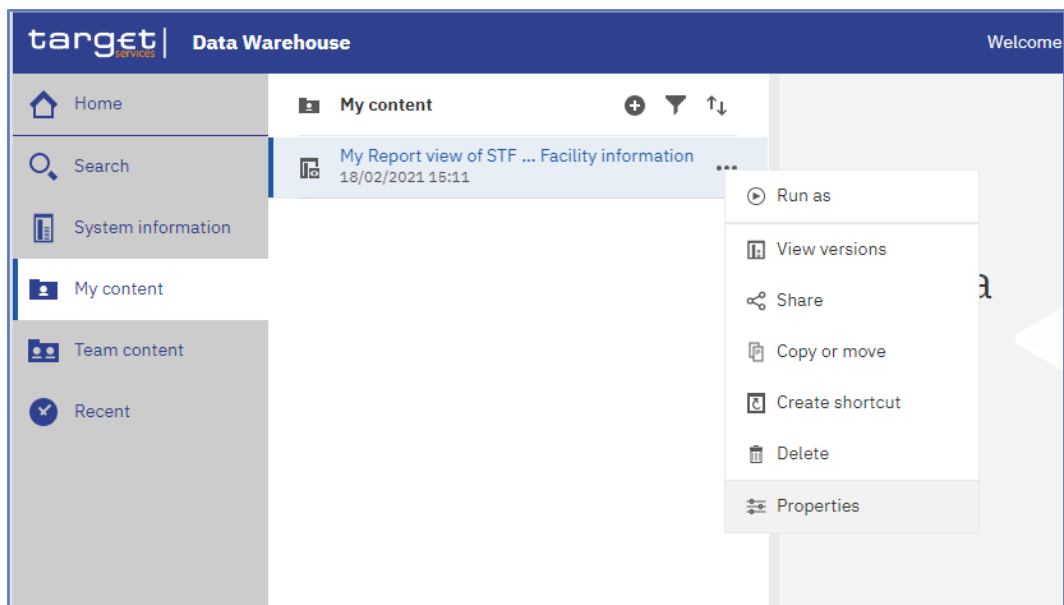 target services | Data Warehouse
Welcome
Home
Search
System information
My content
Team content
Recent
My content
My Report view of STF ... Facility information
18/02/2021 15:11
Run as
View versions
Share
Copy or move
Create shortcut
Delete
Properties
a